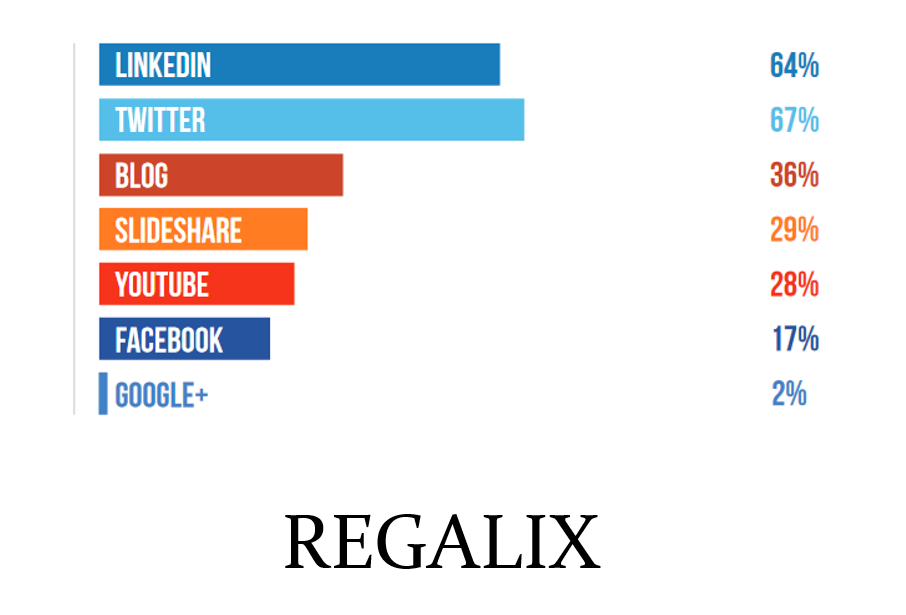 LINKEDIN 64%
TWITTER 67%
BLOG 36%
SLIDESHARE 29%
YOUTUBE 28%
FACEBOOK 17%
GOOGLE+ 2%
REGALIX